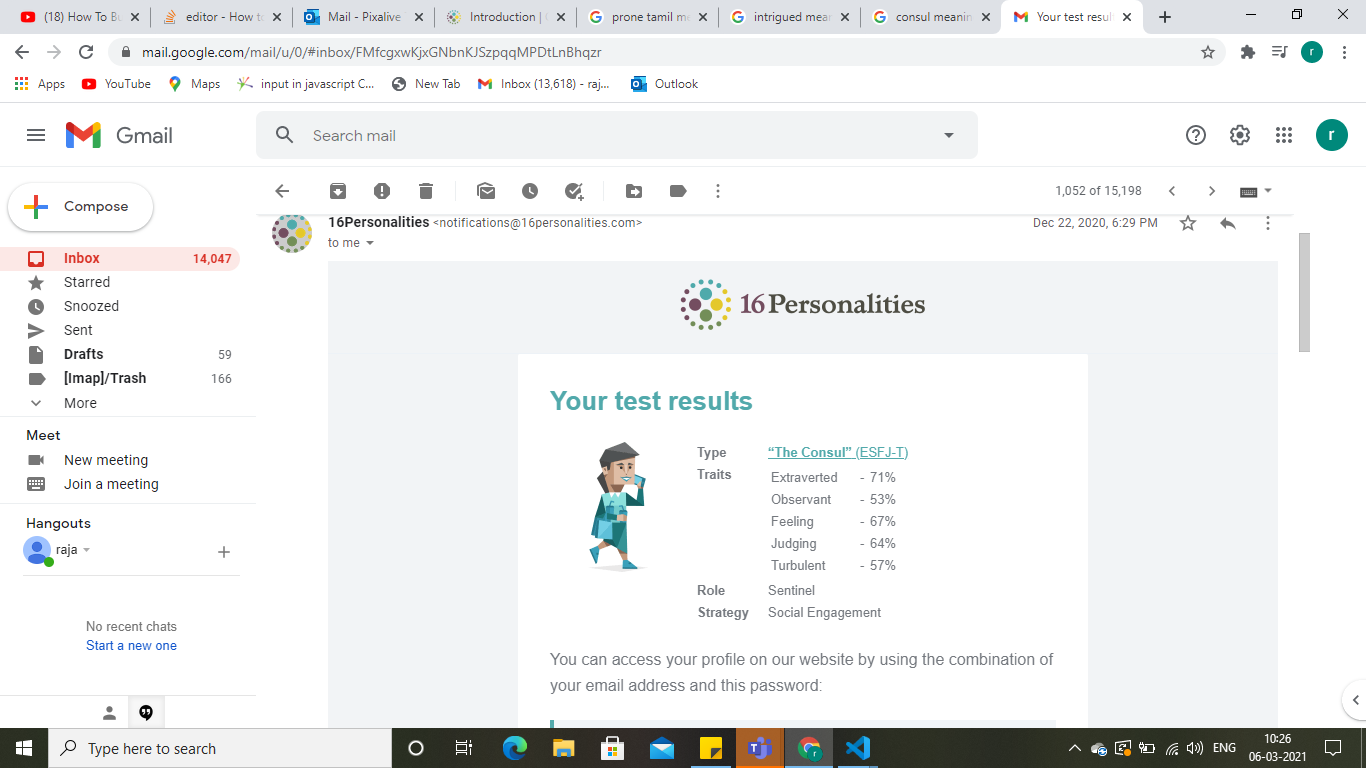 (18) How To Bu
editor - How to
Mail - Pixalive
Introduction |
prone tamil me
intrigued mean
consul meanin
Your test result
mail.google.com/mail/u/0/#inbox/FMfcgxwKjxGNbnKJSzpqqMPDtLnBhqzr
r
Apps
YouTube
Maps
input in javascript C...
New Tab
Inbox (13,618) - raj...
Outlook
Gmail
Search mail
r
Compose
1,052 of 15,198
Inbox 14,047
Starred
Snoozed
Sent
Drafts 59
[Imap]/Trash 166
More
Meet
New meeting
Join a meeting
Hangouts
raja
No recent chats
Start a new one
16Personalities <notifications@16personalities.com>
Dec 22, 2020, 6:29 PM
to me
16Personalities
Your test results
Type “The Consul” (ESFJ-T)
Traits Extraverted - 71%
Observant - 53%
Feeling - 67%
Judging - 64%
Turbulent - 57%
Role Sentinel
Strategy Social Engagement
You can access your profile on our website by using the combination of
your email address and this password:
Type here to search
ENG
10:26
06-03-2021